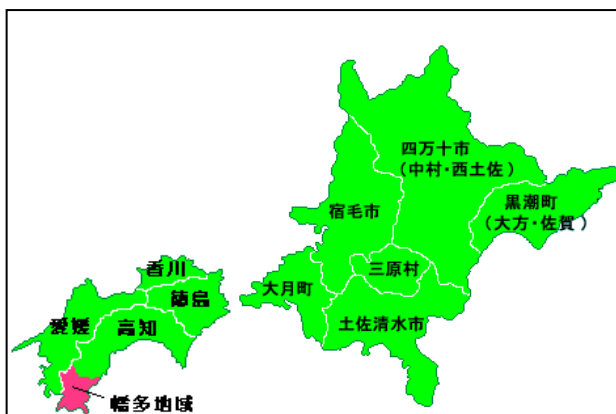 四万十市
(中村・西土佐)
黒潮町
(大方・佐賀)
宿毛市
三原村
大月町
土佐清水市
香川
徳島
愛媛
高知
幡多地域